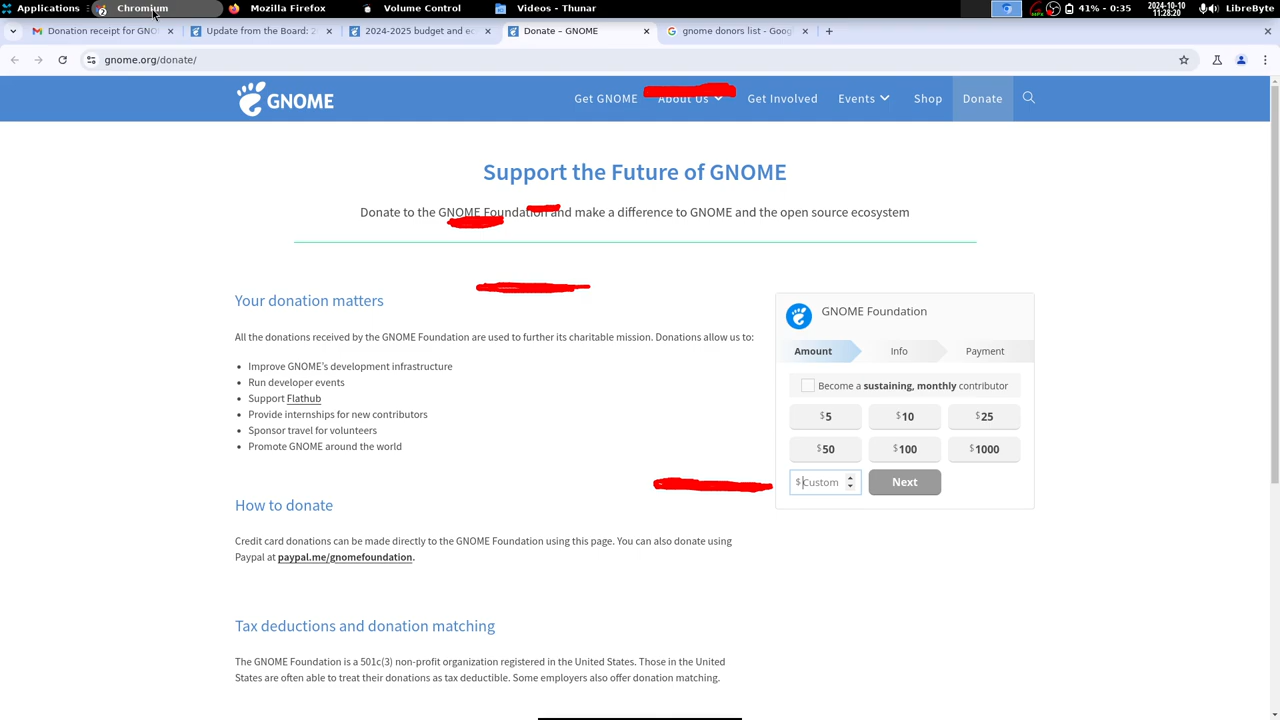 Applications
2 Chromium
Mozilla Firefox
Volume Control
Videos - Thunar
41% - 0:35
2024-10-10
11:28:20
LibreByte
Donation receipt for GNO
Update from the Board: 2
2024-2025 budget and ec
Donate – GNOME
gnome donors list - Goog
gnome.org/donate/
GNOME
Get GNOME
About Us
Get Involved
Events
Shop
Donate
Support the Future of GNOME
Donate to the GNOME Foundation and make a difference to GNOME and the open source ecosystem
Your donation matters
All the donations received by the GNOME Foundation are used to further its charitable mission. Donations allow us to:
Improve GNOME's development infrastructure
Run developer events
Support Flathub
Provide internships for new contributors
Sponsor travel for volunteers
Promote GNOME around the world
GNOME Foundation
Amount Info Payment
Become a sustaining, monthly contributor
$5 $10 $25
$50 $100 $1000
$ Custom Next
How to donate
Credit card donations can be made directly to the GNOME Foundation using this page. You can also donate using
Paypal at paypal.me/gnomefoundation.
Tax deductions and donation matching
The GNOME Foundation is a 501c(3) non-profit organization registered in the United States. Those in the United
States are often able to treat their donations as tax deductible. Some employers also offer donation matching.